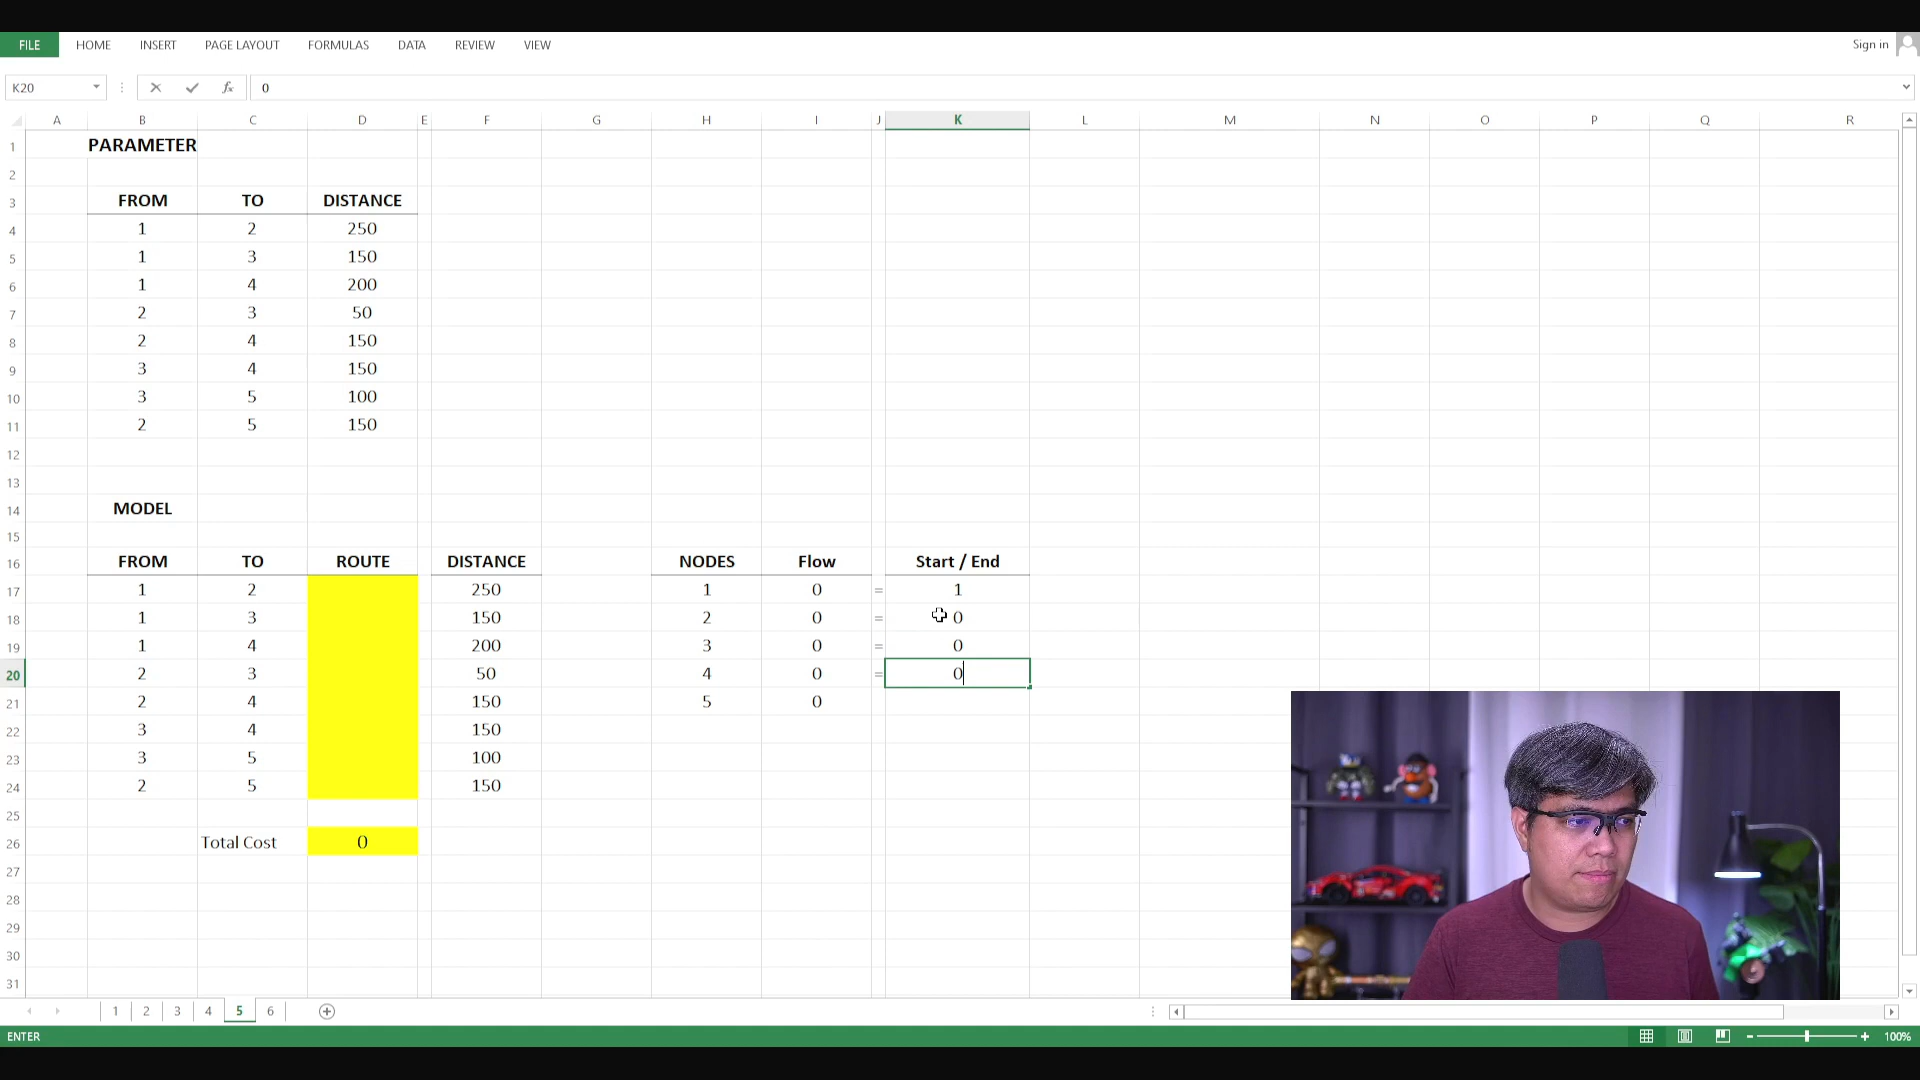 FILE HOME INSERT PAGE LAYOUT FORMULAS DATA REVIEW VIEW Sign in
K20 fx 0
A B C D E F G H I J K L M N O P Q R
1 PARAMETER
2
3 FROM TO DISTANCE
4 1 2 250
5 1 3 150
6 1 4 200
7 2 3 50
8 2 4 150
9 3 4 150
10 3 5 100
11 2 5 150
12
13
14 MODEL
15
16 FROM TO ROUTE DISTANCE NODES Flow Start / End
17 1 2 250 1 0 = 1
18 1 3 150 2 0 = 0
19 1 4 200 3 0 = 0
20 2 3 50 4 0 = 0
21 2 4 150 5 0
22 3 4 150
23 3 5 100
24 2 5 150
25
26 Total Cost 0
27
28
29
30
31
1 2 3 4 5 6
ENTER 100%